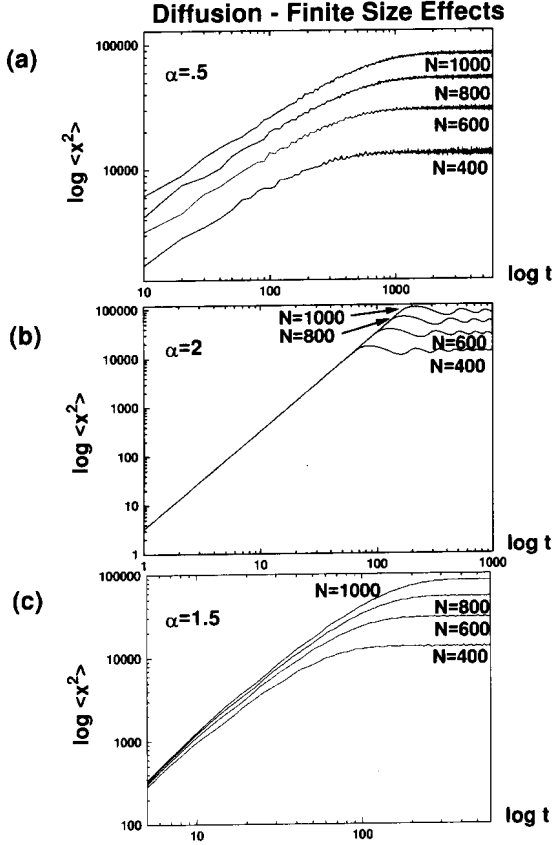 Diffusion - Finite Size Effects
(a)
α=.5
100000
10000
log <x²>
N=1000
N=800
N=600
N=400
10
100
1000
log t
(b)
α=2
100000
10000
1000
100
10
1
log <x²>
N=1000
N=800
N=600
N=400
1
10
100
1000
log t
(c)
α=1.5
100000
10000
1000
100
log <x²>
N=1000
N=800
N=600
N=400
10
100
log t